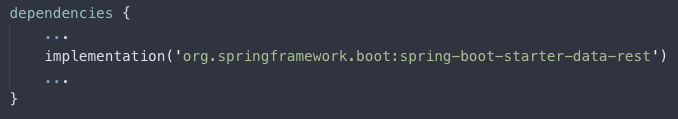 dependencies {
...
implementation('org.springframework.boot:spring-boot-starter-data-rest')
...
}